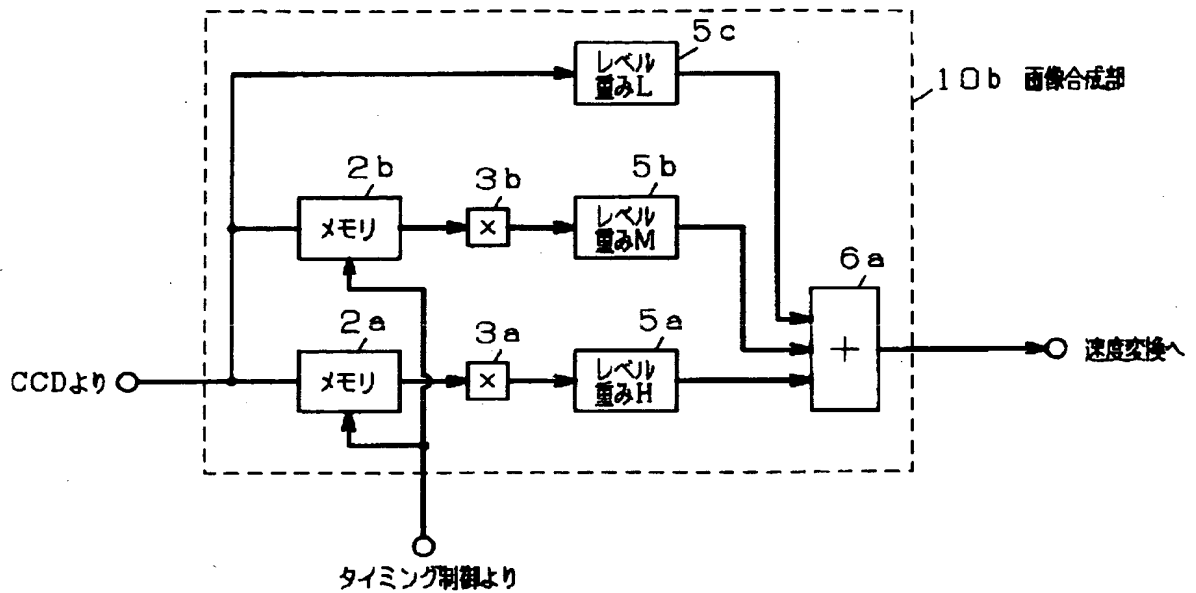 5c
レベル
重みL
10b 画像合成部
2b
3b
5b
メモリ
×
レベル
重みM
6a
2a
3a
5a
+
速度変換へ
CCDより
メモリ
×
レベル
重みH
タイミング制御より